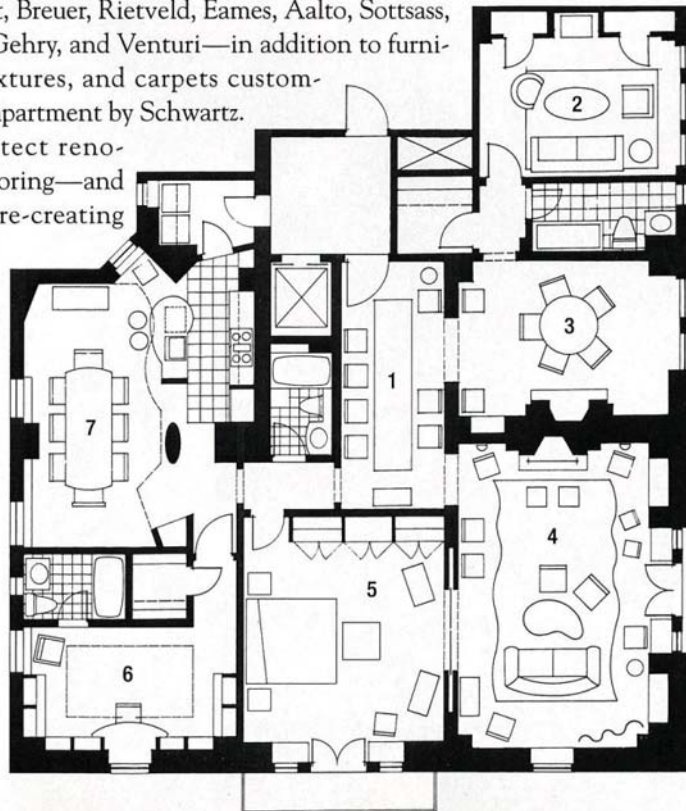 t, Breuer, Rietveld, Eames, Aalto, Sottsass,
Gehry, and Venturi—in addition to furni-
xtures, and carpets custom-
partment by Schwartz.
tect reno-
oring—and
re-creating
2
3
1
7
4
5
6